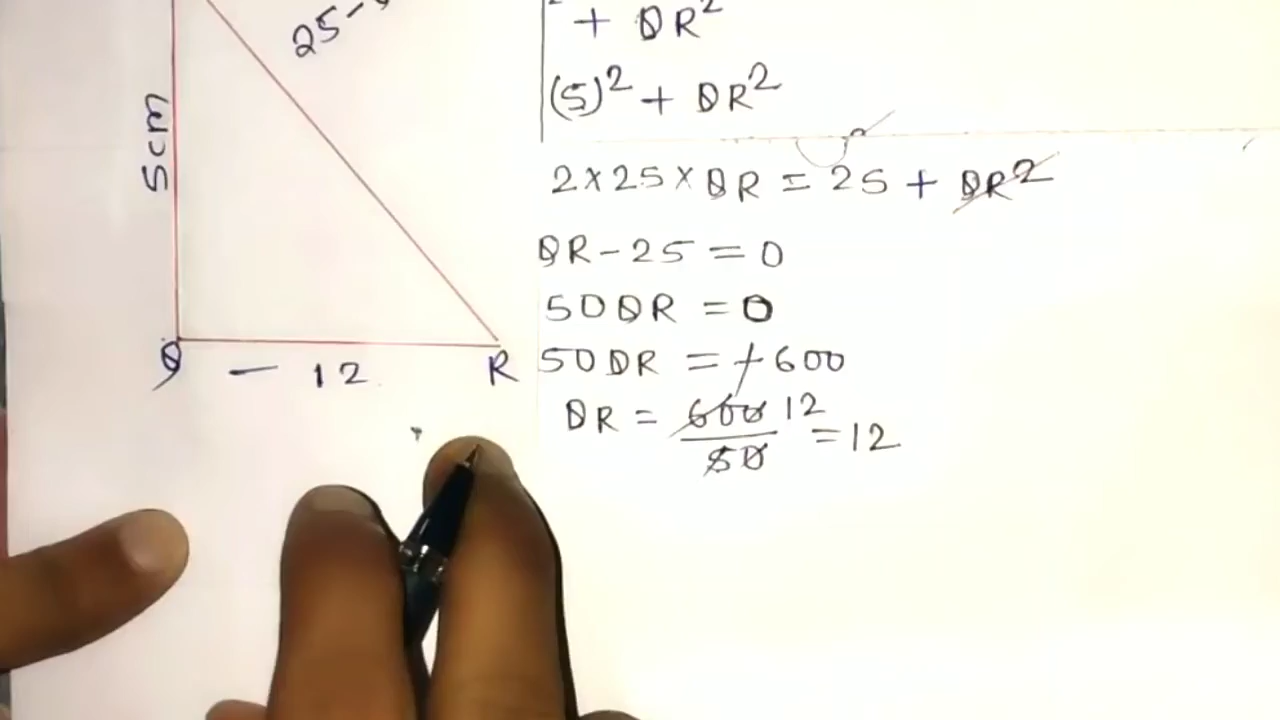 25-
5cm
Q — 12 R
+ QR²
(5)² + QR²
2×25×QR = 25 + QR²
QR-25 = 0
50QR = 0
50QR = +600
QR = 600/50 12 = 12